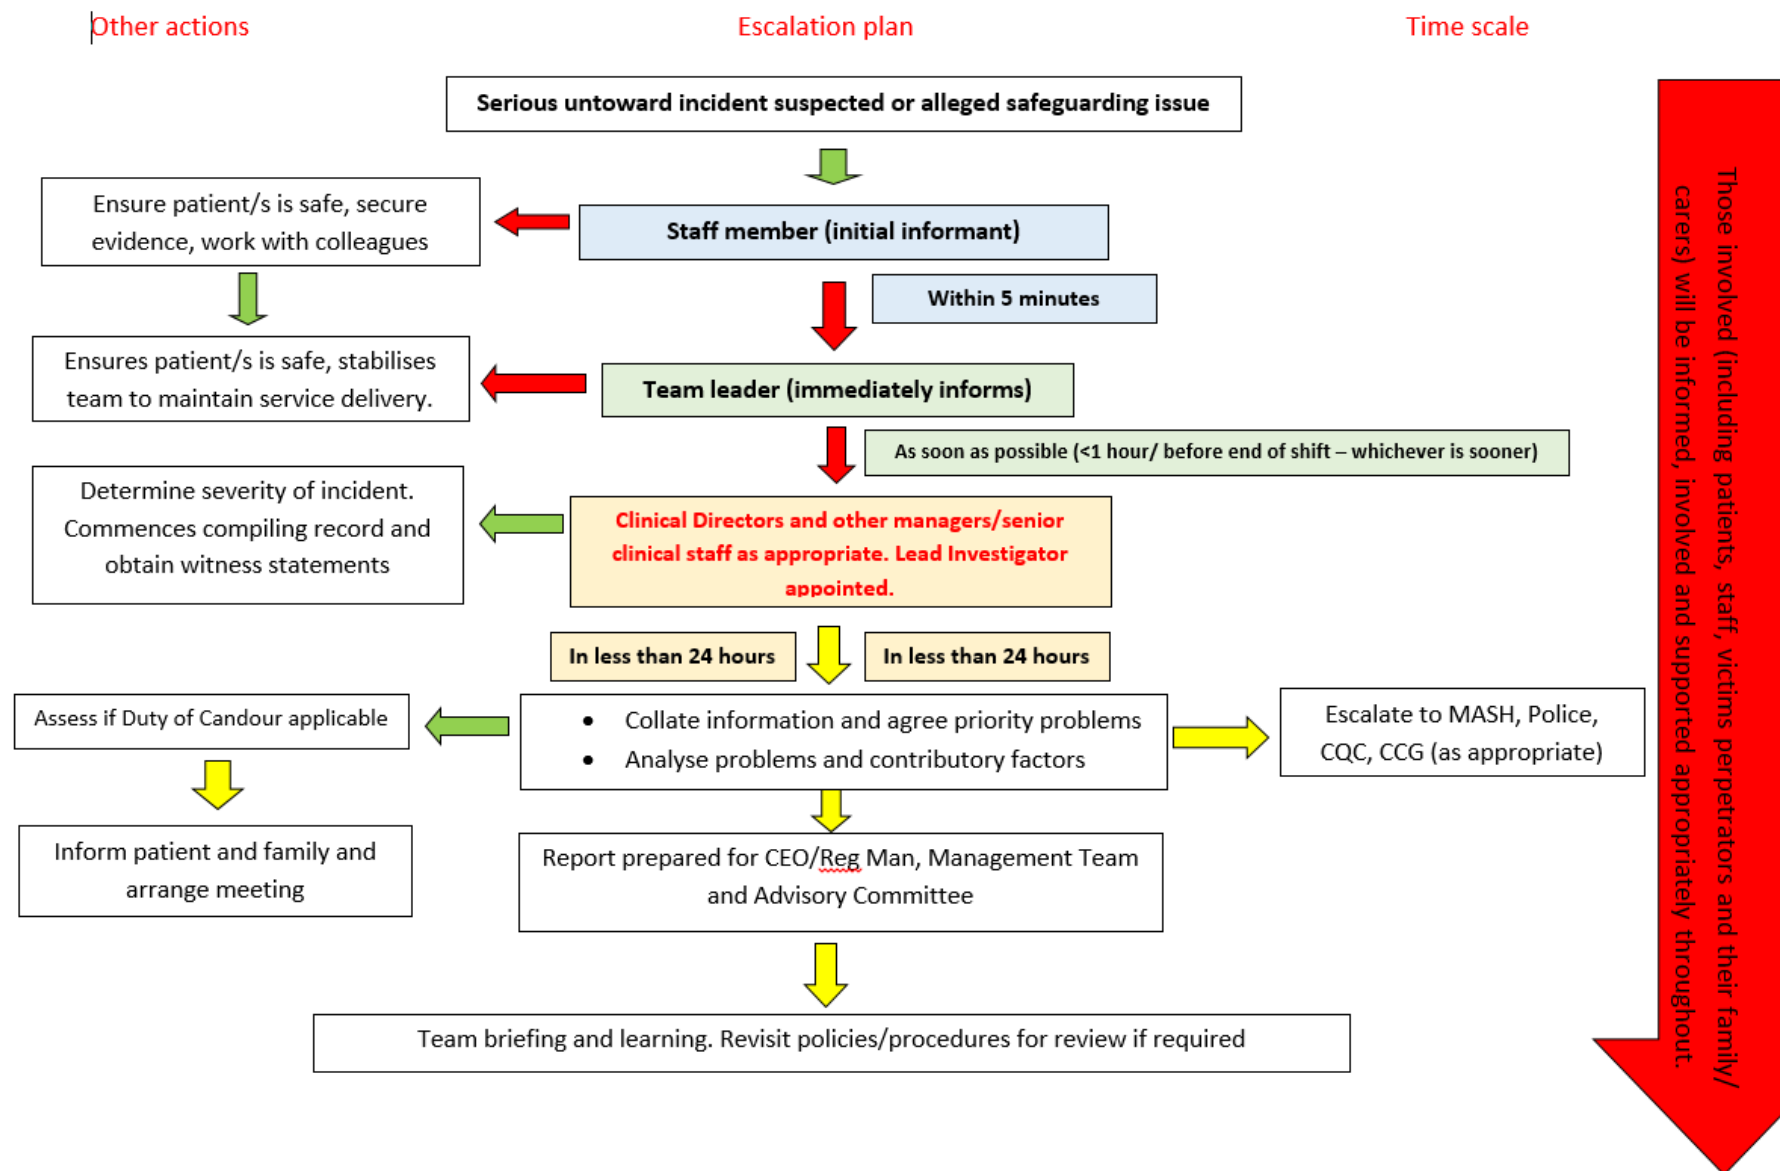 Other actions
Escalation plan
Time scale
Serious untoward incident suspected or alleged safeguarding issue
Ensure patient/s is safe, secure
evidence, work with colleagues
Staff member (initial informant)
Within 5 minutes
Ensures patient/s is safe, stabilises
team to maintain service delivery.
Team leader (immediately informs)
As soon as possible (<1 hour/ before end of shift – whichever is sooner)
Determine severity of incident.
Commences compiling record and
obtain witness statements
Clinical Directors and other managers/senior
clinical staff as appropriate. Lead Investigator
appointed.
In less than 24 hours
In less than 24 hours
Assess if Duty of Candour applicable
• Collate information and agree priority problems
• Analyse problems and contributory factors
Escalate to MASH, Police,
CQC, CCG (as appropriate)
Inform patient and family and
arrange meeting
Report prepared for CEO/Reg Man, Management Team
and Advisory Committee
Team briefing and learning. Revisit policies/procedures for review if required
Those involved (including patients, staff, victims perpetrators and their family/
carers) will be informed, involved and supported appropriately throughout.